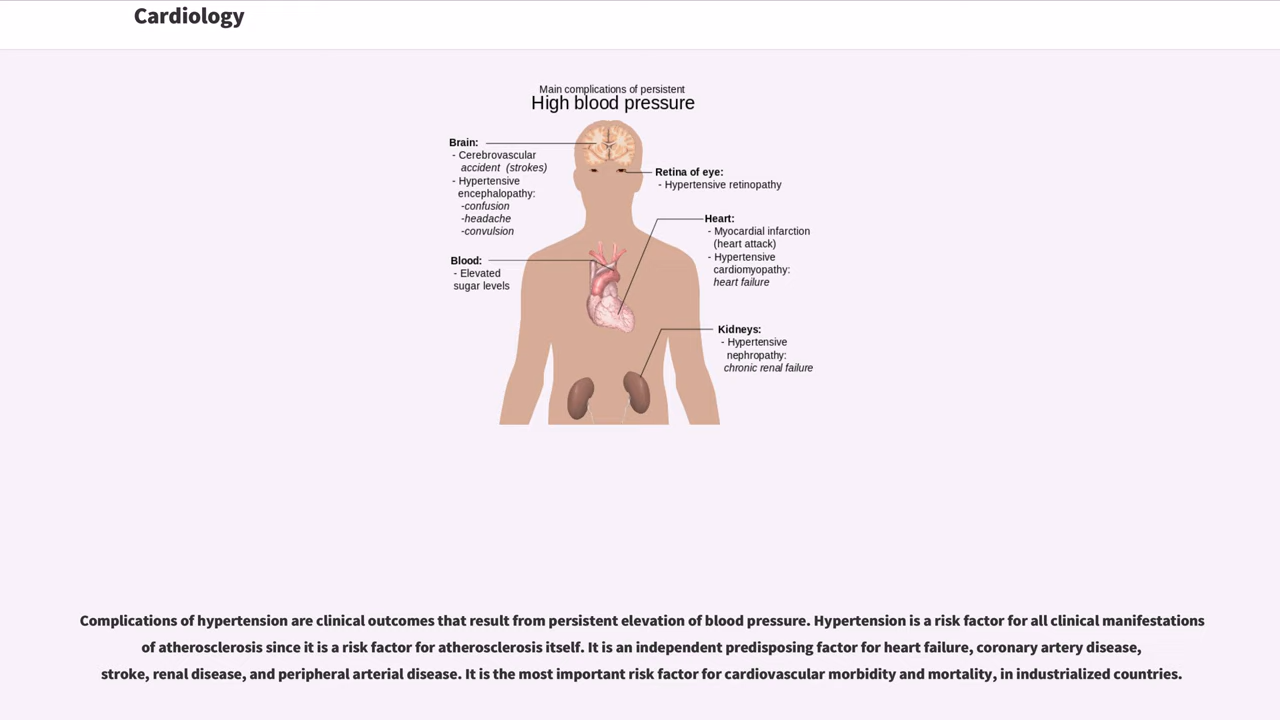 Cardiology
Main complications of persistent
High blood pressure
Brain:
- Cerebrovascular
accident (strokes)
- Hypertensive
encephalopathy:
-confusion
-headache
-convulsion
Blood:
- Elevated
sugar levels
Retina of eye:
- Hypertensive retinopathy
Heart:
- Myocardial infarction
(heart attack)
- Hypertensive
cardiomyopathy:
heart failure
Kidneys:
- Hypertensive
nephropathy:
chronic renal failure
Complications of hypertension are clinical outcomes that result from persistent elevation of blood pressure. Hypertension is a risk factor for all clinical manifestations
of atherosclerosis since it is a risk factor for atherosclerosis itself. It is an independent predisposing factor for heart failure, coronary artery disease,
stroke, renal disease, and peripheral arterial disease. It is the most important risk factor for cardiovascular morbidity and mortality, in industrialized countries.